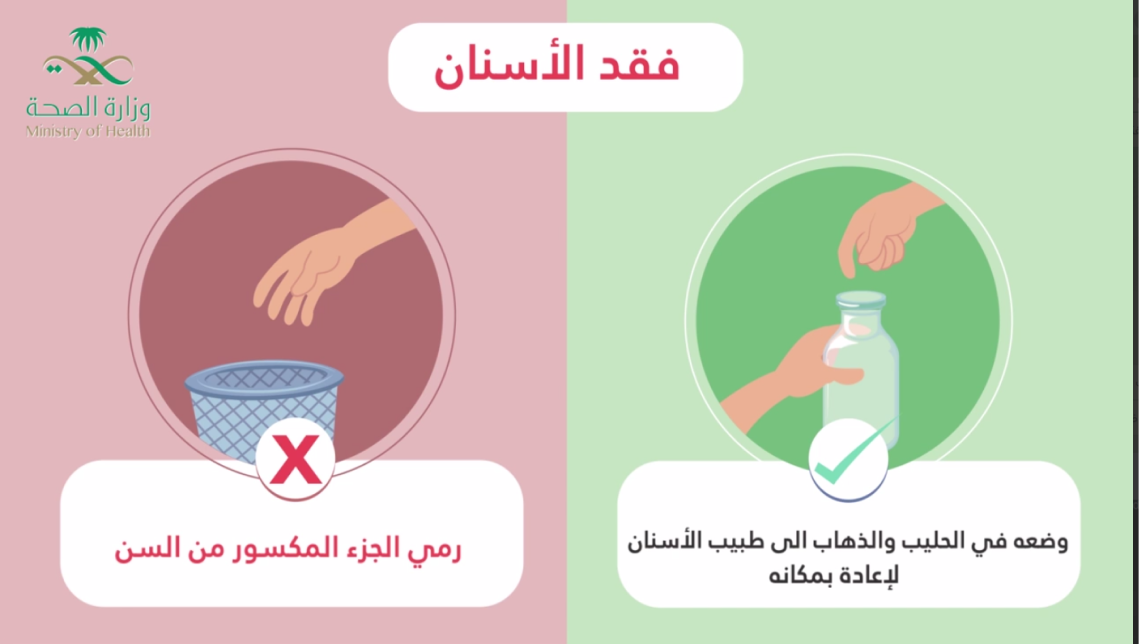 وزارة الصحة
Ministry of Health
فقد الأسنان
وضعه في الحليب والذهاب الى طبيب الأسنان
لإعادة بمكانه
رمي الجزء المكسور من السن